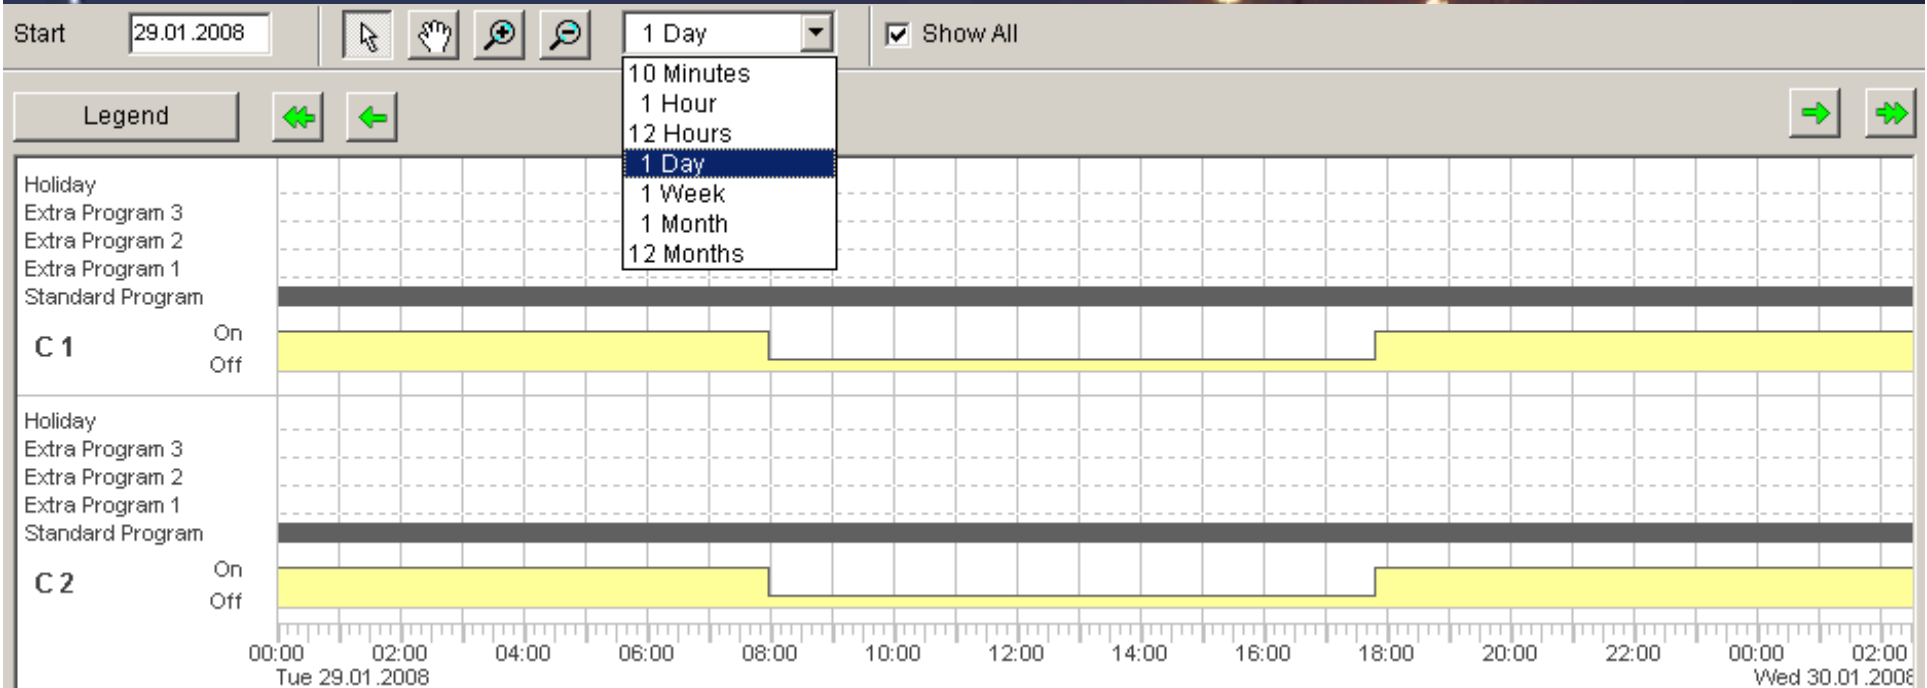 Start 29.01.2008 1 Day Show All
10 Minutes
1 Hour
12 Hours
1 Day
1 Week
1 Month
12 Months
Legend
Holiday
Extra Program 3
Extra Program 2
Extra Program 1
Standard Program
C 1 On
Off
Holiday
Extra Program 3
Extra Program 2
Extra Program 1
Standard Program
C 2 On
Off
00:00 02:00 04:00 06:00 08:00 10:00 12:00 14:00 16:00 18:00 20:00 22:00 00:00 02:00
Tue 29.01.2008 Wed 30.01.2008